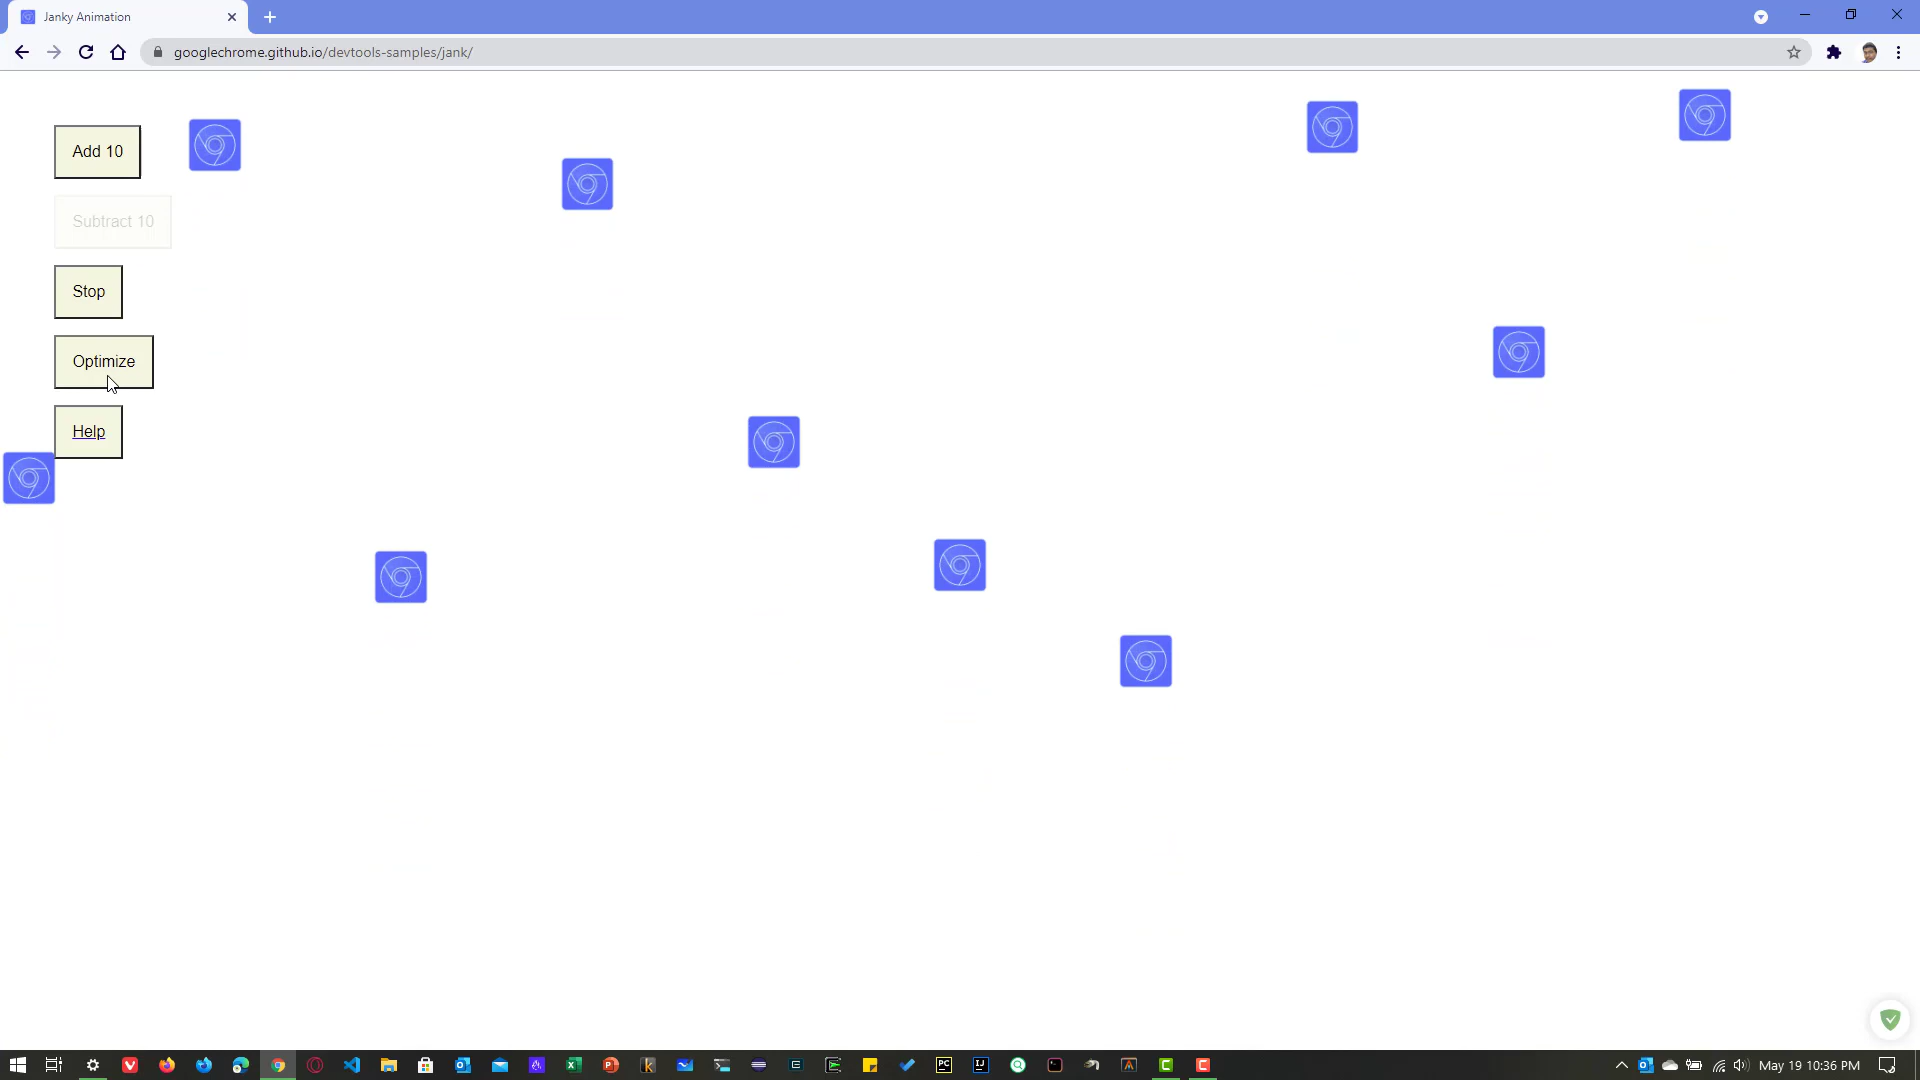 Janky Animation
googlechrome.github.io/devtools-samples/jank/
Add 10
Subtract 10
Stop
Optimize
Help
May 19 10:36 PM